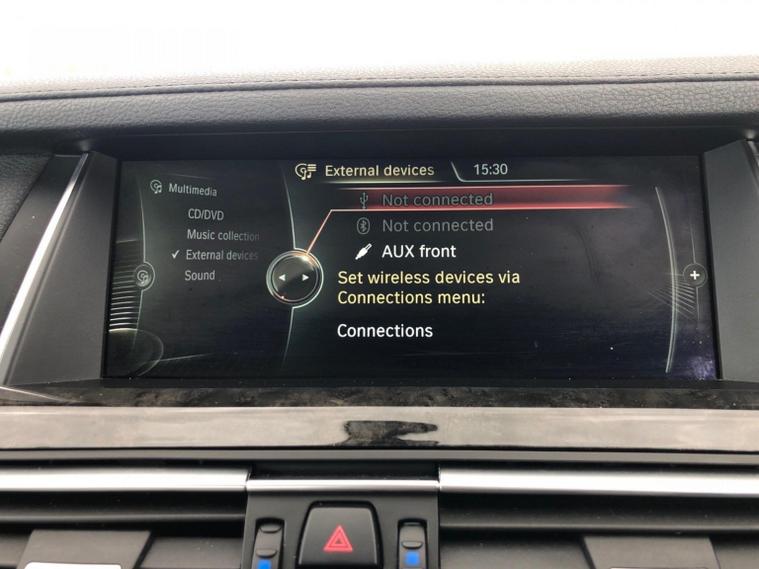 External devices 15:30
Multimedia
CD/DVD
Music collection
External devices
Sound
Not connected
Not connected
AUX front
Set wireless devices via
Connections menu:
Connections